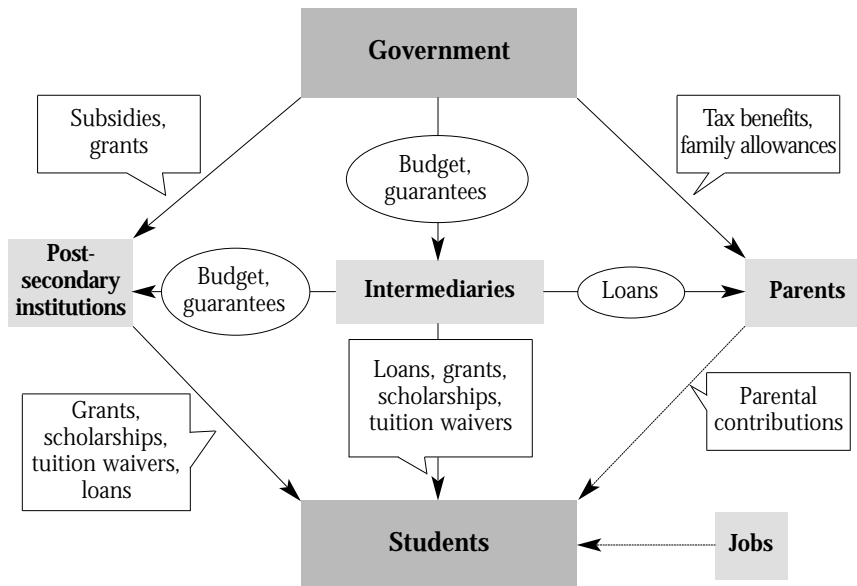 Government
Subsidies,
grants
Tax benefits,
family allowances
Budget,
guarantees
Post-
secondary
institutions
Budget,
guarantees
Intermediaries
Loans
Parents
Loans, grants,
scholarships,
tuition waivers
Grants,
scholarships,
tuition waivers,
loans
Parental
contributions
Students
Jobs